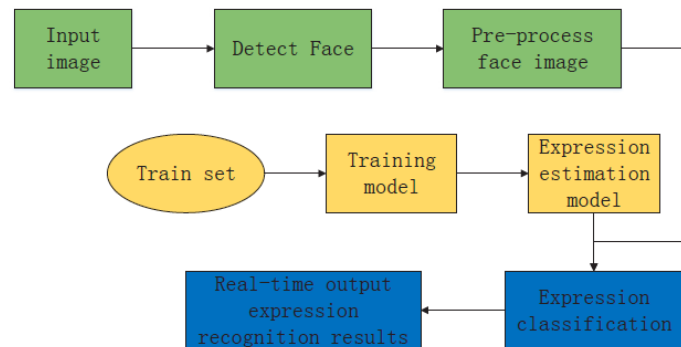 Input
image
Detect Face
Pre-process
face image
Train set
Training
model
Expression
estimation
model
Real-time output
expression
recognition results
Expression
classification